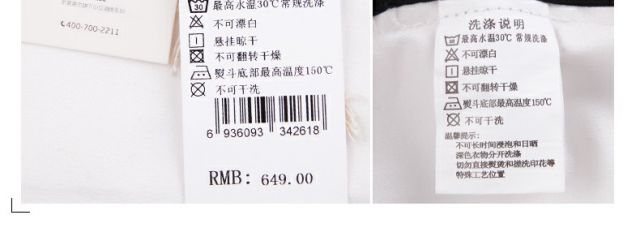 400-700-2211
最高水温30℃常规洗涤
不可漂白
悬挂晾干
不可翻转干燥
熨斗底部最高温度150℃
不可干洗
6 936093 342618
RMB: 649.00
洗涤说明
最高水温30℃ 常规洗涤
不可漂白
悬挂晾干
不可翻转干燥
熨斗底部最高温度150℃
不可干洗
温馨提示:
不可长时间浸泡和日晒
深色衣物分开洗涤
切勿直接熨烫和漂洗印花等
特殊工艺位置